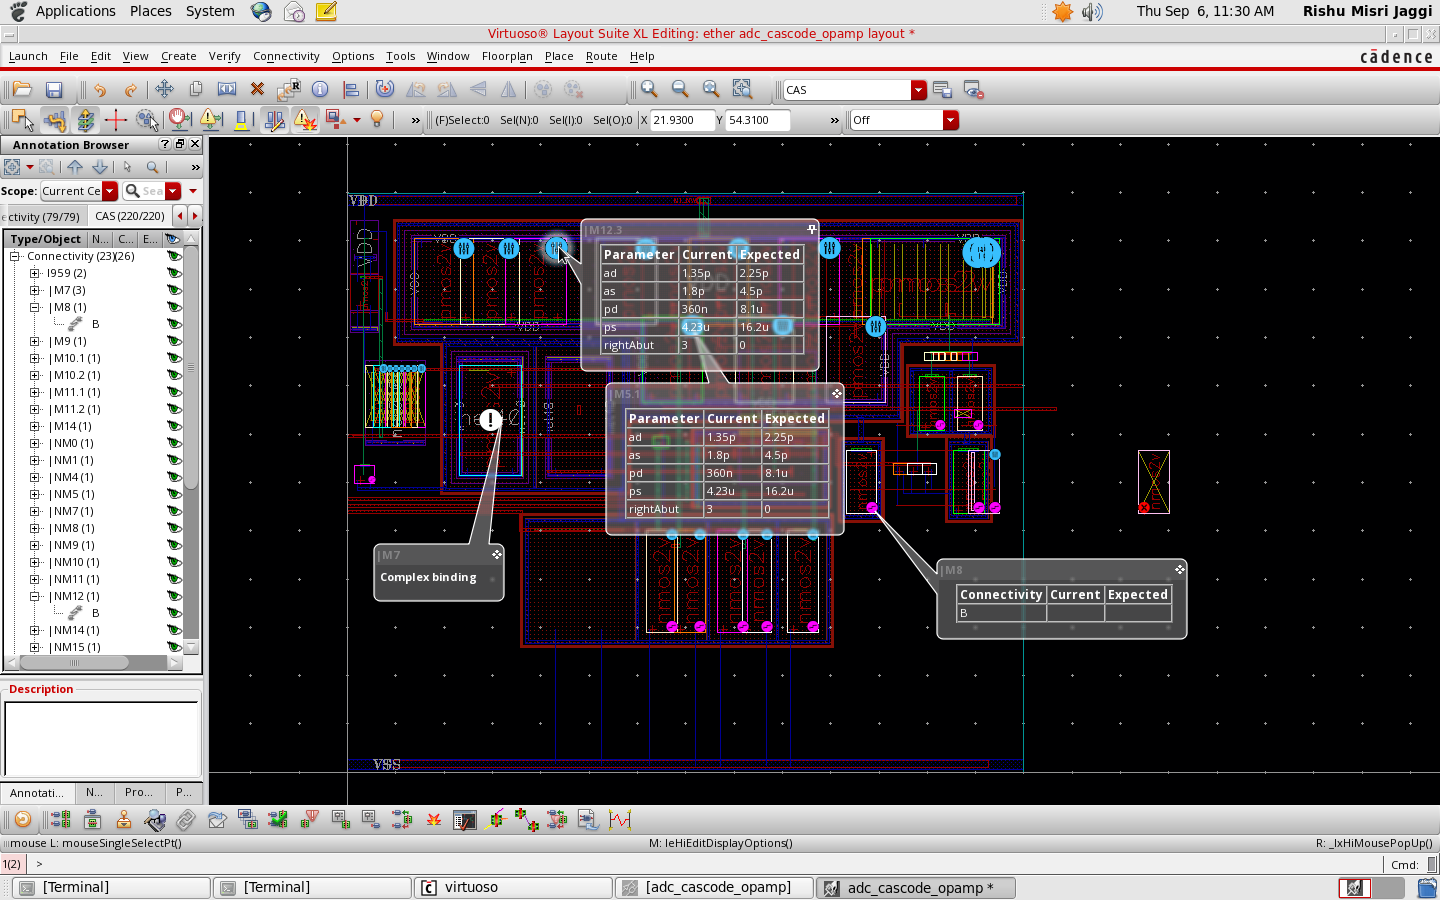 Applications Places System Thu Sep 6, 11:30 AM Rishu Misri Jaggi
Virtuoso® Layout Suite XL Editing: ether adc_cascode_opamp layout *
Launch File Edit View Create Verify Connectivity Options Tools Window Floorplan Place Route Help cādence
CAS
» (F)Select:0 Sel(N):0 Sel(I):0 Sel(O):0 X 21.9300 Y 54.3100 » Off
Annotation Browser
»
Scope: Current Ce Sea
ectivity (79/79) CAS (220/220)
Type/Object N... C... E...
Connectivity (23)(26)
I959 (2)
|M7 (3)
|M8 (1)
B
|M9 (1)
|M10.1 (1)
|M10.2 (1)
|M11.1 (1)
|M11.2 (1)
|M14 (1)
|NM0 (1)
|NM1 (1)
|NM4 (1)
|NM5 (1)
|NM7 (1)
|NM8 (1)
|NM9 (1)
|NM10 (1)
|NM11 (1)
|NM12 (1)
B
|NM14 (1)
|NM15 (1)
Description
Annotati... N... Pro... P...
VDD
VDD
|M12.3
Parameter Current Expected
ad 1.35p 2.25p
as 1.8p 4.5p
pd 360n 8.1u
ps 4.23u 16.2u
rightAbut 3 0
|M5.1
Parameter Current Expected
ad 1.35p 2.25p
as 1.8p 4.5p
pd 360n 8.1u
ps 4.23u 16.2u
rightAbut 3 0
|M7
Complex binding
|M8
Connectivity Current Expected
B
VSS
mouse L: mouseSingleSelectPt() M: leHiEditDisplayOptions() R: _lxHiMousePopUp()
1(2) > Cmd:
[Terminal] [Terminal] virtuoso [adc_cascode_opamp] adc_cascode_opamp *